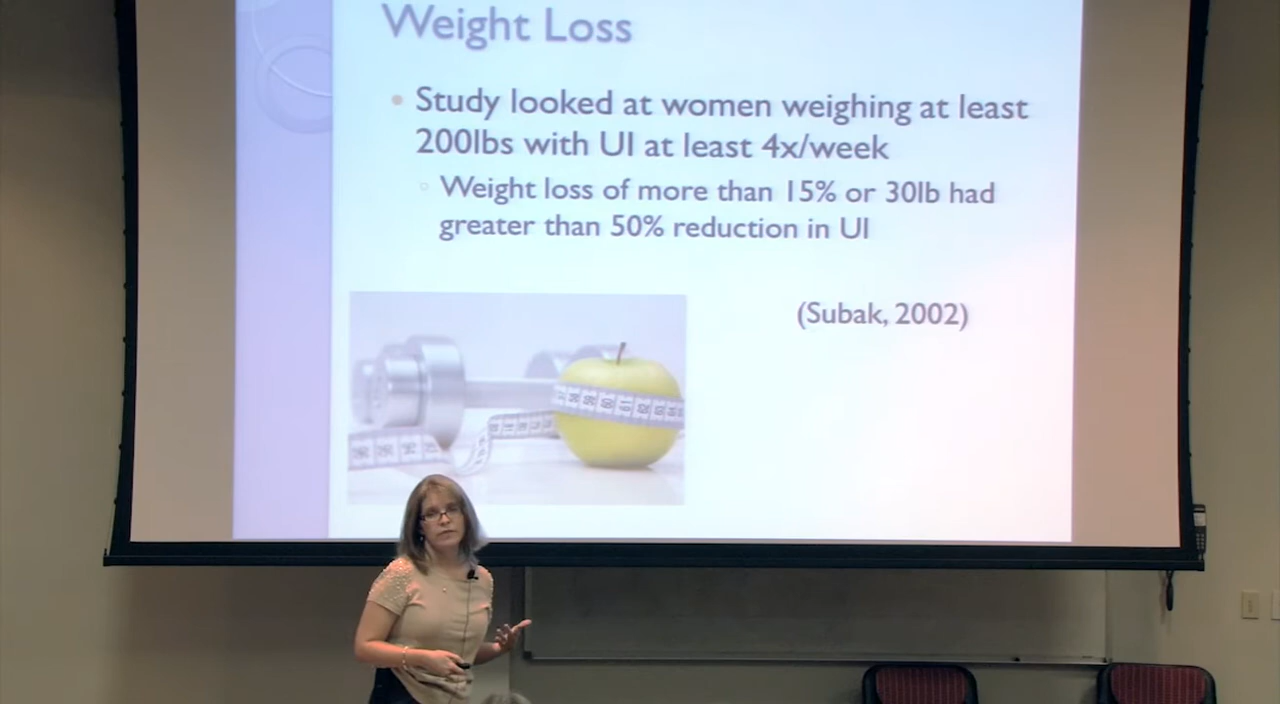 Weight Loss
Study looked at women weighing at least
200lbs with UI at least 4x/week
Weight loss of more than 15% or 30lb had
greater than 50% reduction in UI
(Subak, 2002)